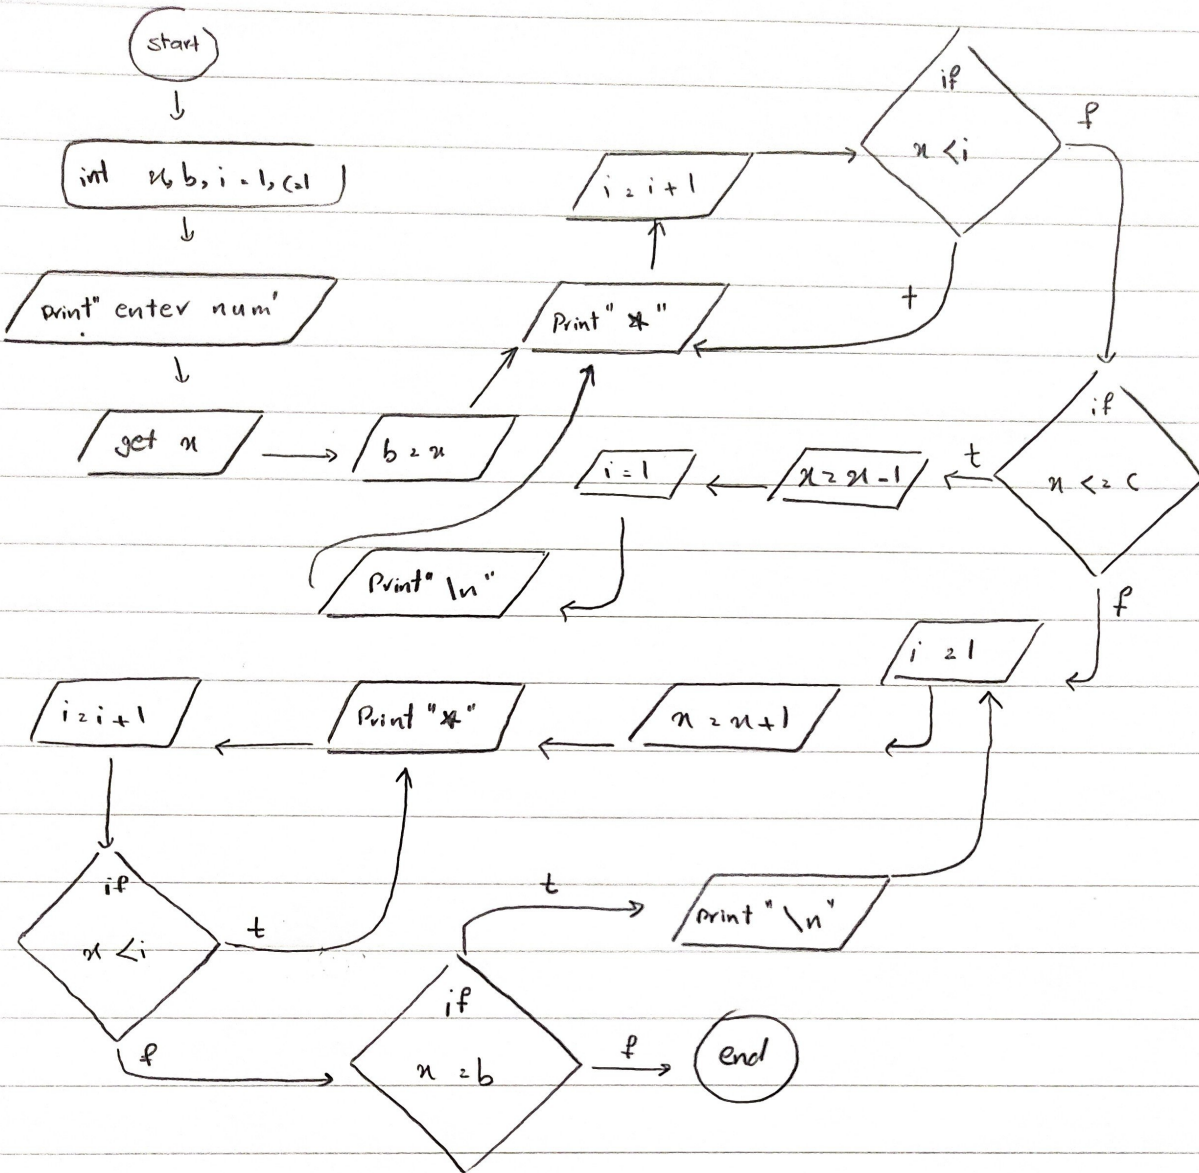 start
int x, b, i = 1, c=1
print" enter num"
get x
b = x
Print" * "
i = i + 1
if
x < i
f
t
if
x <= c
t
x = x - 1
i = 1
Print" \n"
f
i = 1
x = x + 1
Print "*"
i = i + 1
if
x < i
t
f
if
x = b
t
print " \n"
f
end